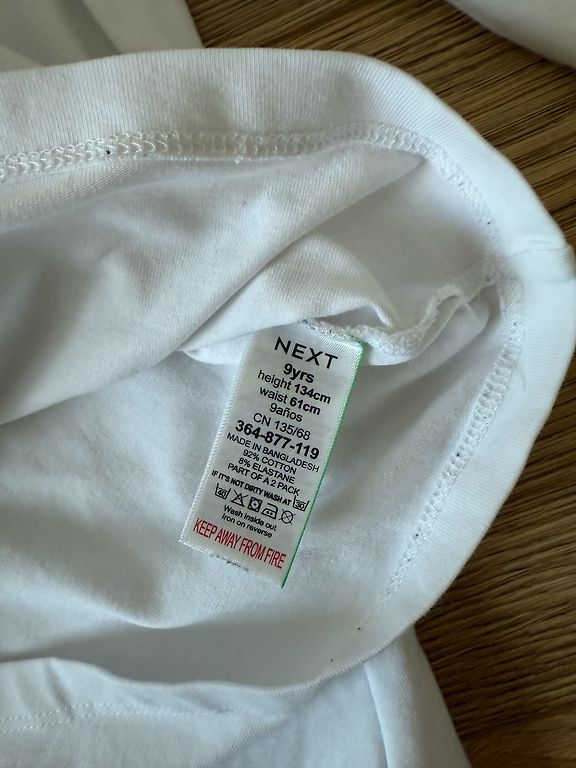 NEXT
9yrs
height 134cm
waist 61cm
9años
CN 135/68
364-877-119
MADE IN BANGLADESH
92% COTTON
8% ELASTANE
PART OF A 2 PACK
IF IT'S NOT DIRTY WASH AT 30
40
Wash inside out
Iron on reverse
KEEP AWAY FROM FIRE